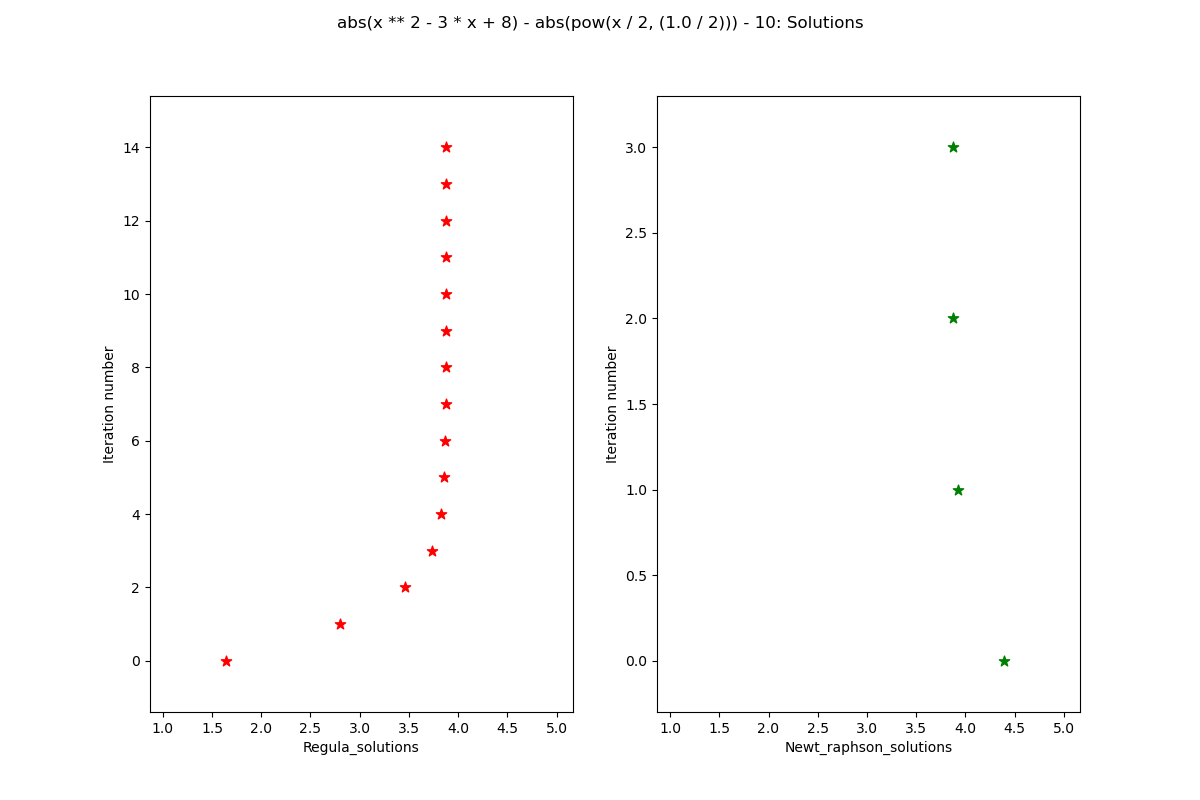 abs(x ** 2 - 3 * x + 8) - abs(pow(x / 2, (1.0 / 2))) - 10: Solutions
14
12
10
8
6
4
2
0
Iteration number
1.0 1.5 2.0 2.5 3.0 3.5 4.0 4.5 5.0
Regula_solutions
3.0
2.5
2.0
1.5
1.0
0.5
0.0
Iteration number
1.0 1.5 2.0 2.5 3.0 3.5 4.0 4.5 5.0
Newt_raphson_solutions